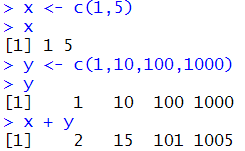 > x <- c(1,5)
> x
[1] 1 5
> y <- c(1,10,100,1000)
> y
[1]    1   10  100 1000
> x + y
[1]    2   15  101 1005